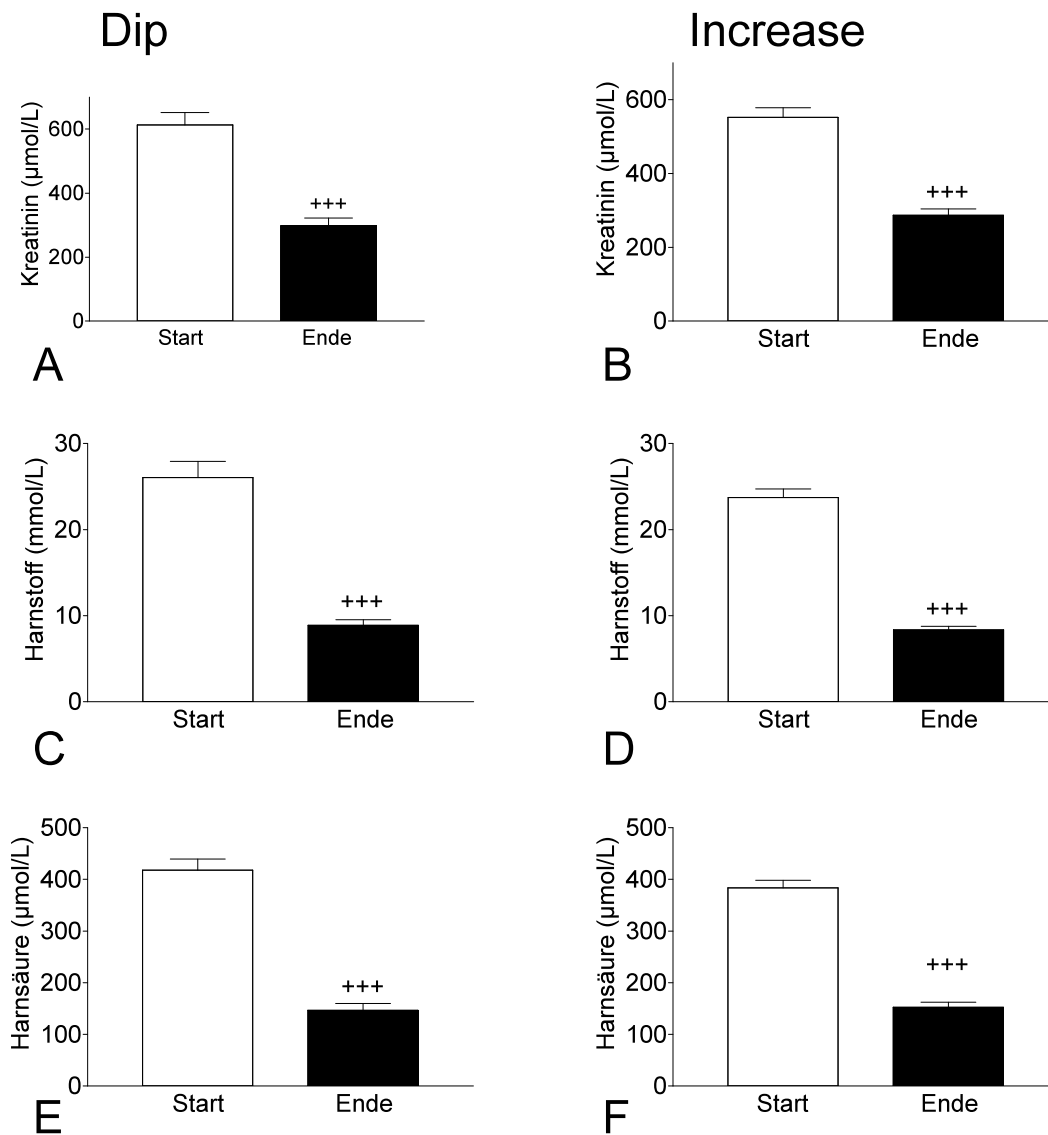 Dip
Increase
Kreatinin (µmol/L)
600
400
200
0
+++
Start
Ende
A
Kreatinin (µmol/L)
600
400
200
0
+++
Start
Ende
B
Harnstoff (mmol/L)
30
20
10
0
+++
Start
Ende
C
Harnstoff (mmol/L)
30
20
10
0
+++
Start
Ende
D
Harnsäure (µmol/L)
500
400
300
200
100
0
+++
Start
Ende
E
Harnsäure (µmol/L)
500
400
300
200
100
0
+++
Start
Ende
F